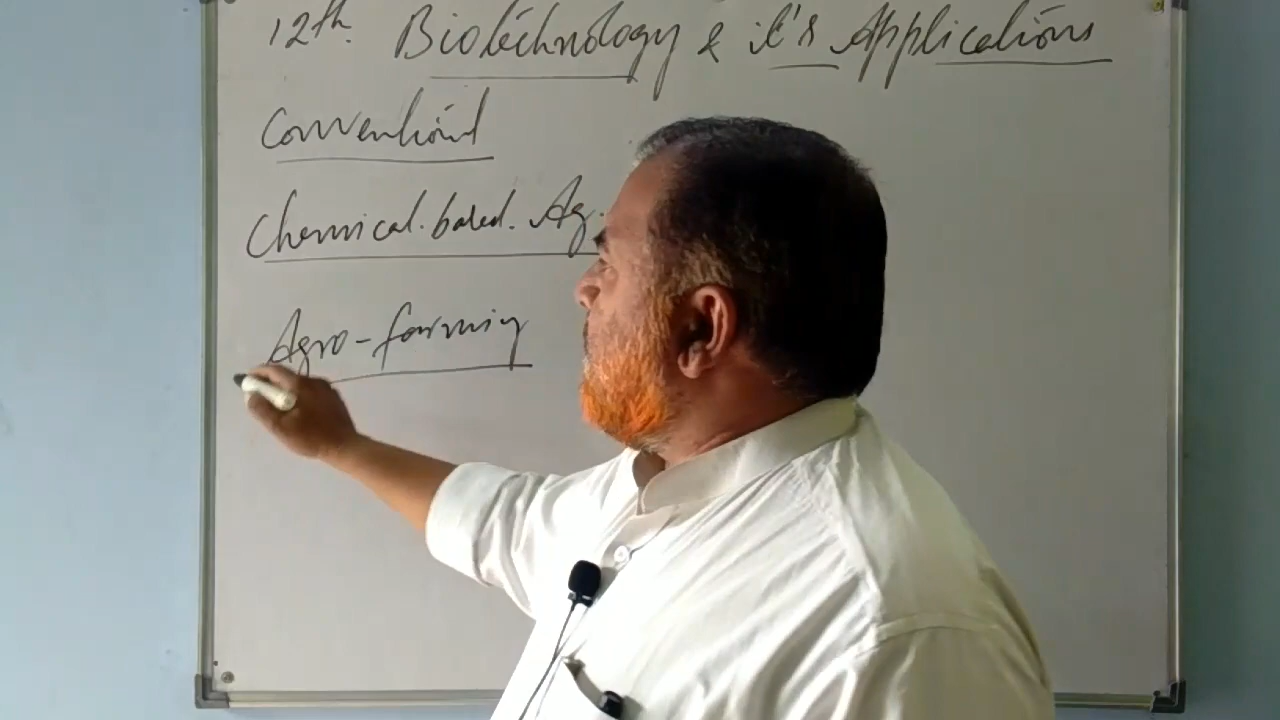 12th. Biotechnology & it's Applications
Conventional
Chemical. based. Ag.
Agro-farming